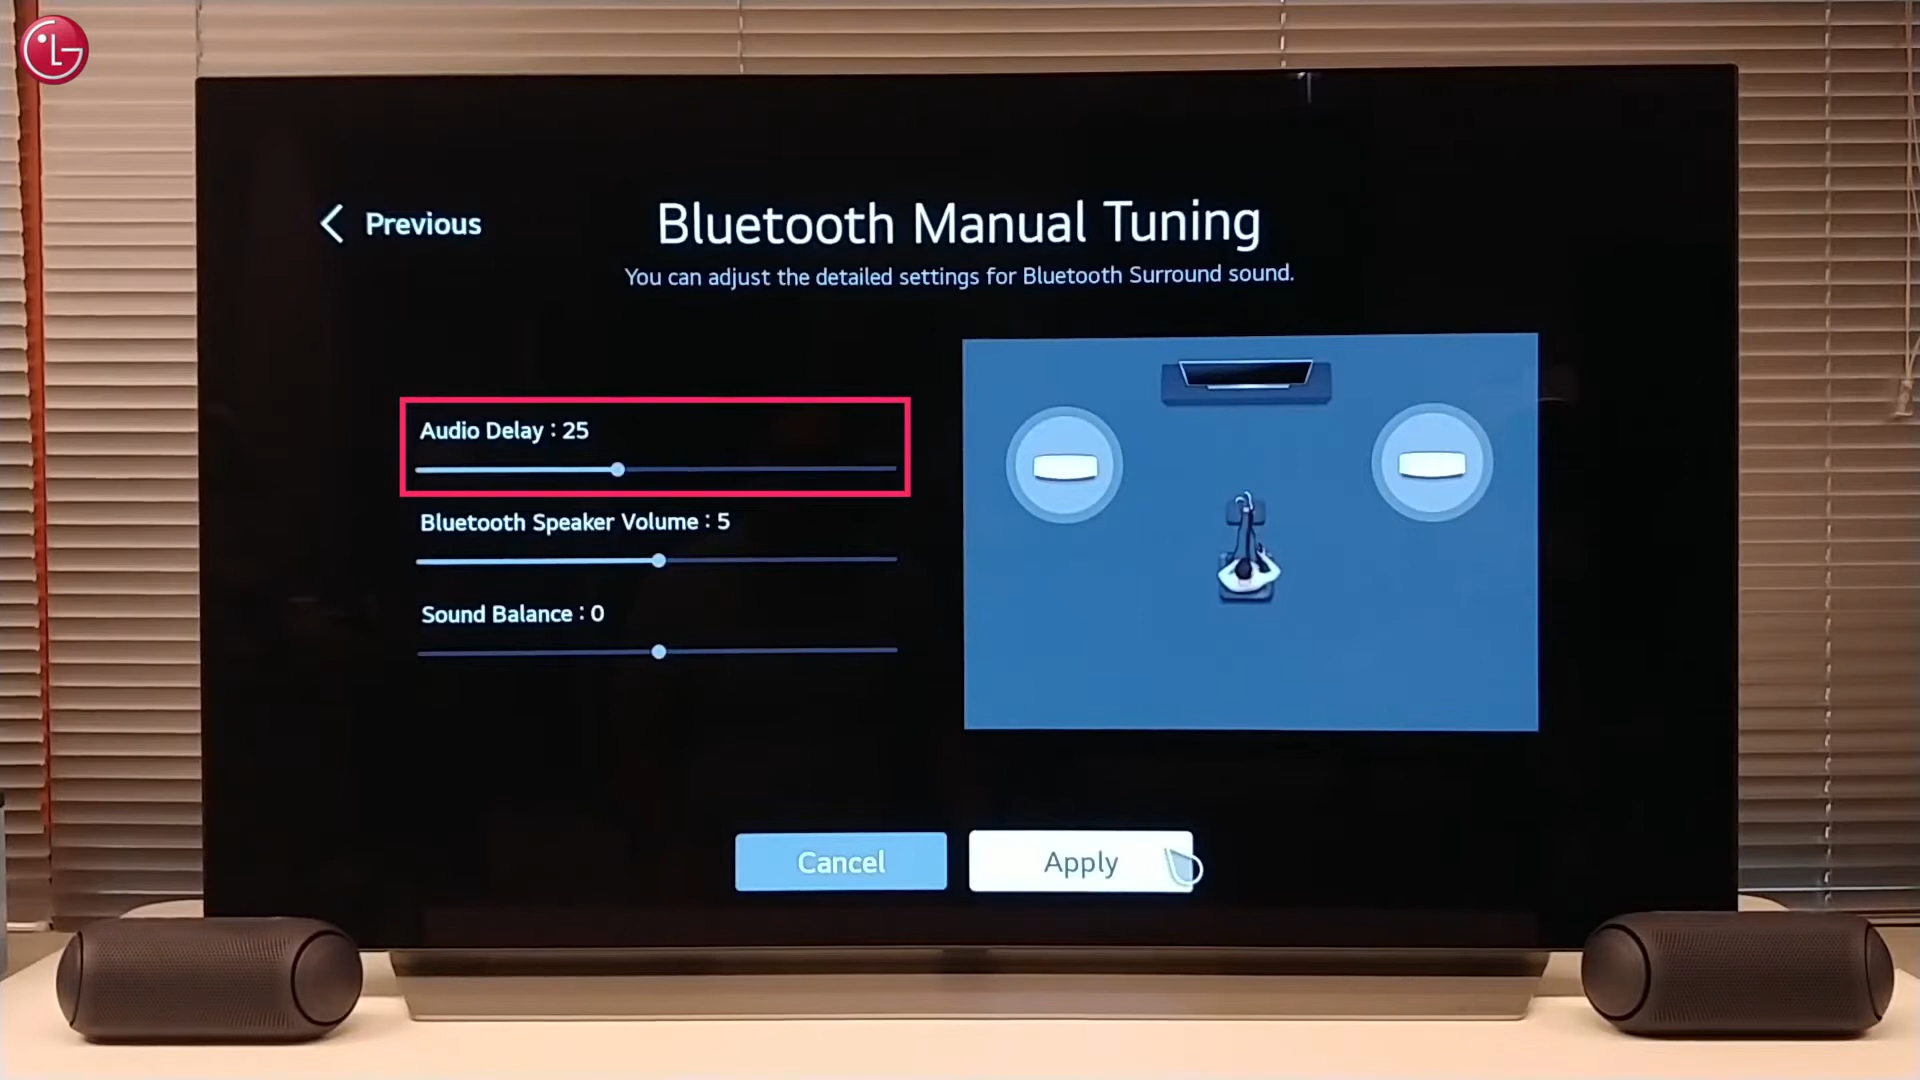 LG
Previous
Bluetooth Manual Tuning
You can adjust the detailed settings for Bluetooth Surround sound.
Audio Delay : 25
Bluetooth Speaker Volume : 5
Sound Balance : 0
Cancel
Apply